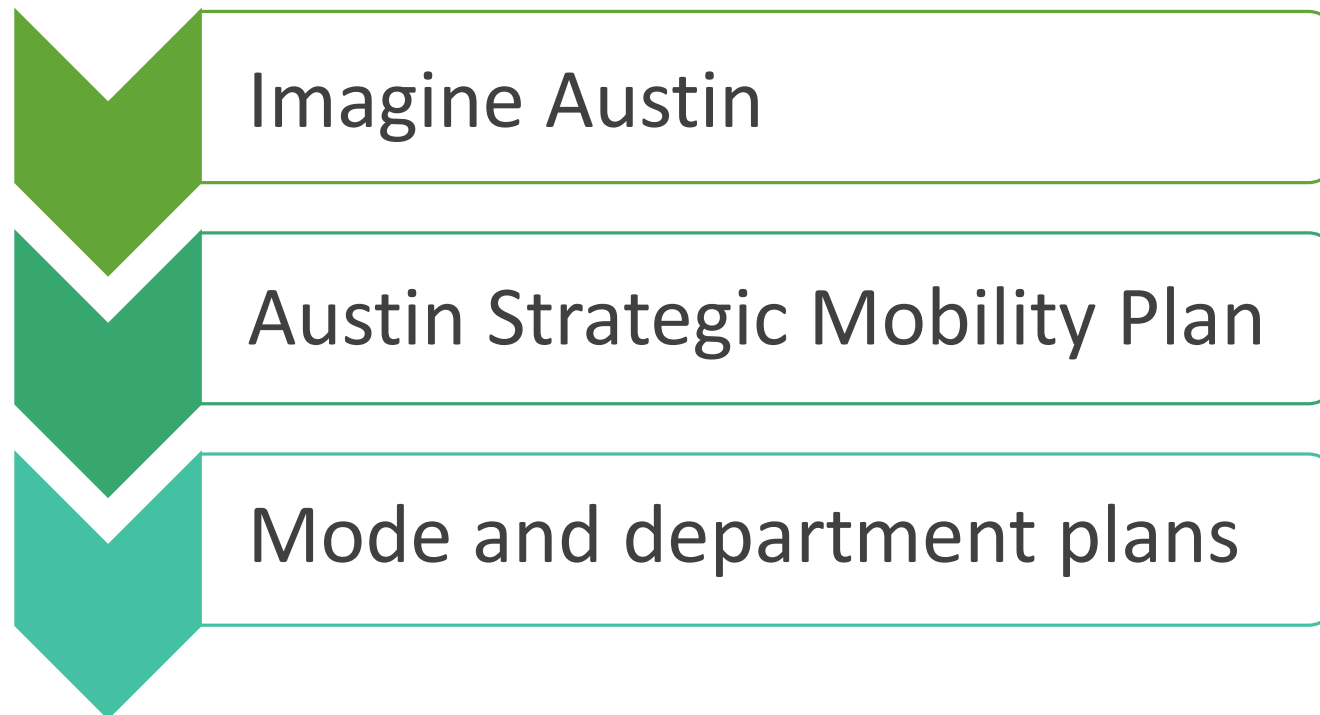 Imagine Austin
Austin Strategic Mobility Plan
Mode and department plans